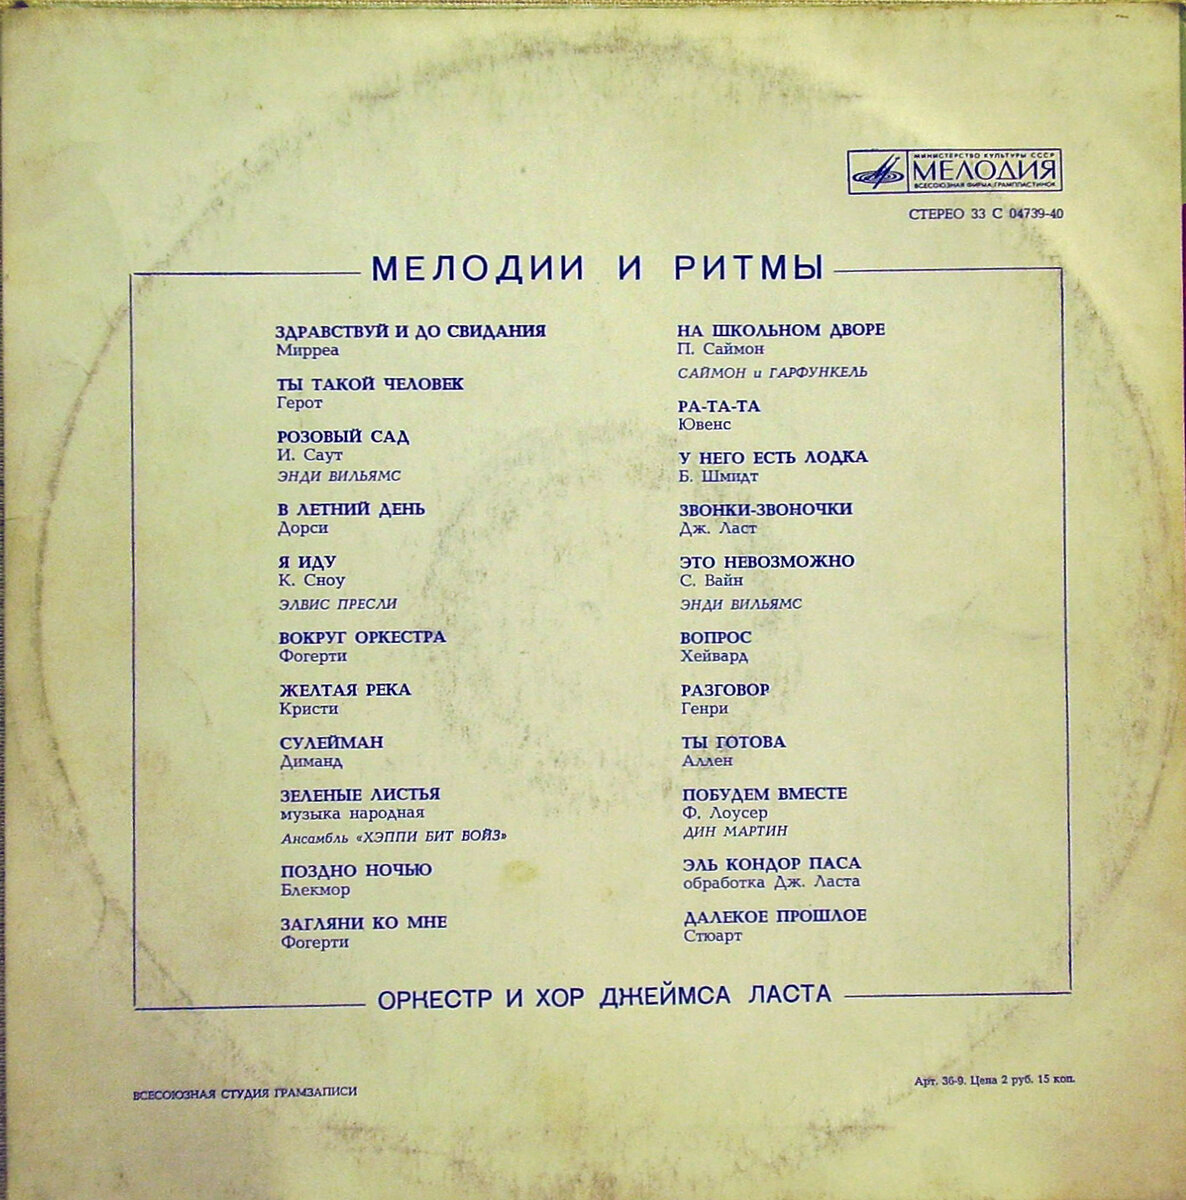 МИНИСТЕРСТВО КУЛЬТУРЫ СССР
МЕЛОДИЯ
ВСЕСОЮЗНАЯ ФИРМА ГРАМПЛАСТИНОК
СТЕРЕО 33 С 04739-40
МЕЛОДИИ И РИТМЫ
ЗДРАВСТВУЙ И ДО СВИДАНИЯ
Мирреа
ТЫ ТАКОЙ ЧЕЛОВЕК
Герот
РОЗОВЫЙ САД
И. Саут
ЭНДИ ВИЛЬЯМС
В ЛЕТНИЙ ДЕНЬ
Дорси
Я ИДУ
К. Сноу
ЭЛВИС ПРЕСЛИ
ВОКРУГ ОРКЕСТРА
Фогерти
ЖЕЛТАЯ РЕКА
Кристи
СУЛЕЙМАН
Диманд
ЗЕЛЕНЫЕ ЛИСТЬЯ
музыка народная
Ансамбль «ХЭППИ БИТ БОЙЗ»
ПОЗДНО НОЧЬЮ
Блекмор
ЗАГЛЯНИ КО МНЕ
Фогерти
НА ШКОЛЬНОМ ДВОРЕ
П. Саймон
САЙМОН и ГАРФУНКЕЛЬ
РА-ТА-ТА
Ювенс
У НЕГО ЕСТЬ ЛОДКА
Б. Шмидт
ЗВОНКИ-ЗВОНОЧКИ
Дж. Ласт
ЭТО НЕВОЗМОЖНО
С. Вайн
ЭНДИ ВИЛЬЯМС
ВОПРОС
Хейвард
РАЗГОВОР
Генри
ТЫ ГОТОВА
Аллен
ПОБУДЕМ ВМЕСТЕ
Ф. Лоусер
ДИН МАРТИН
ЭЛЬ КОНДОР ПАСА
обработка Дж. Ласта
ДАЛЕКОЕ ПРОШЛОЕ
Стюарт
ОРКЕСТР И ХОР ДЖЕЙМСА ЛАСТА
ВСЕСОЮЗНАЯ СТУДИЯ ГРАМЗАПИСИ
Арт. 36-9. Цена 2 руб. 15 коп.